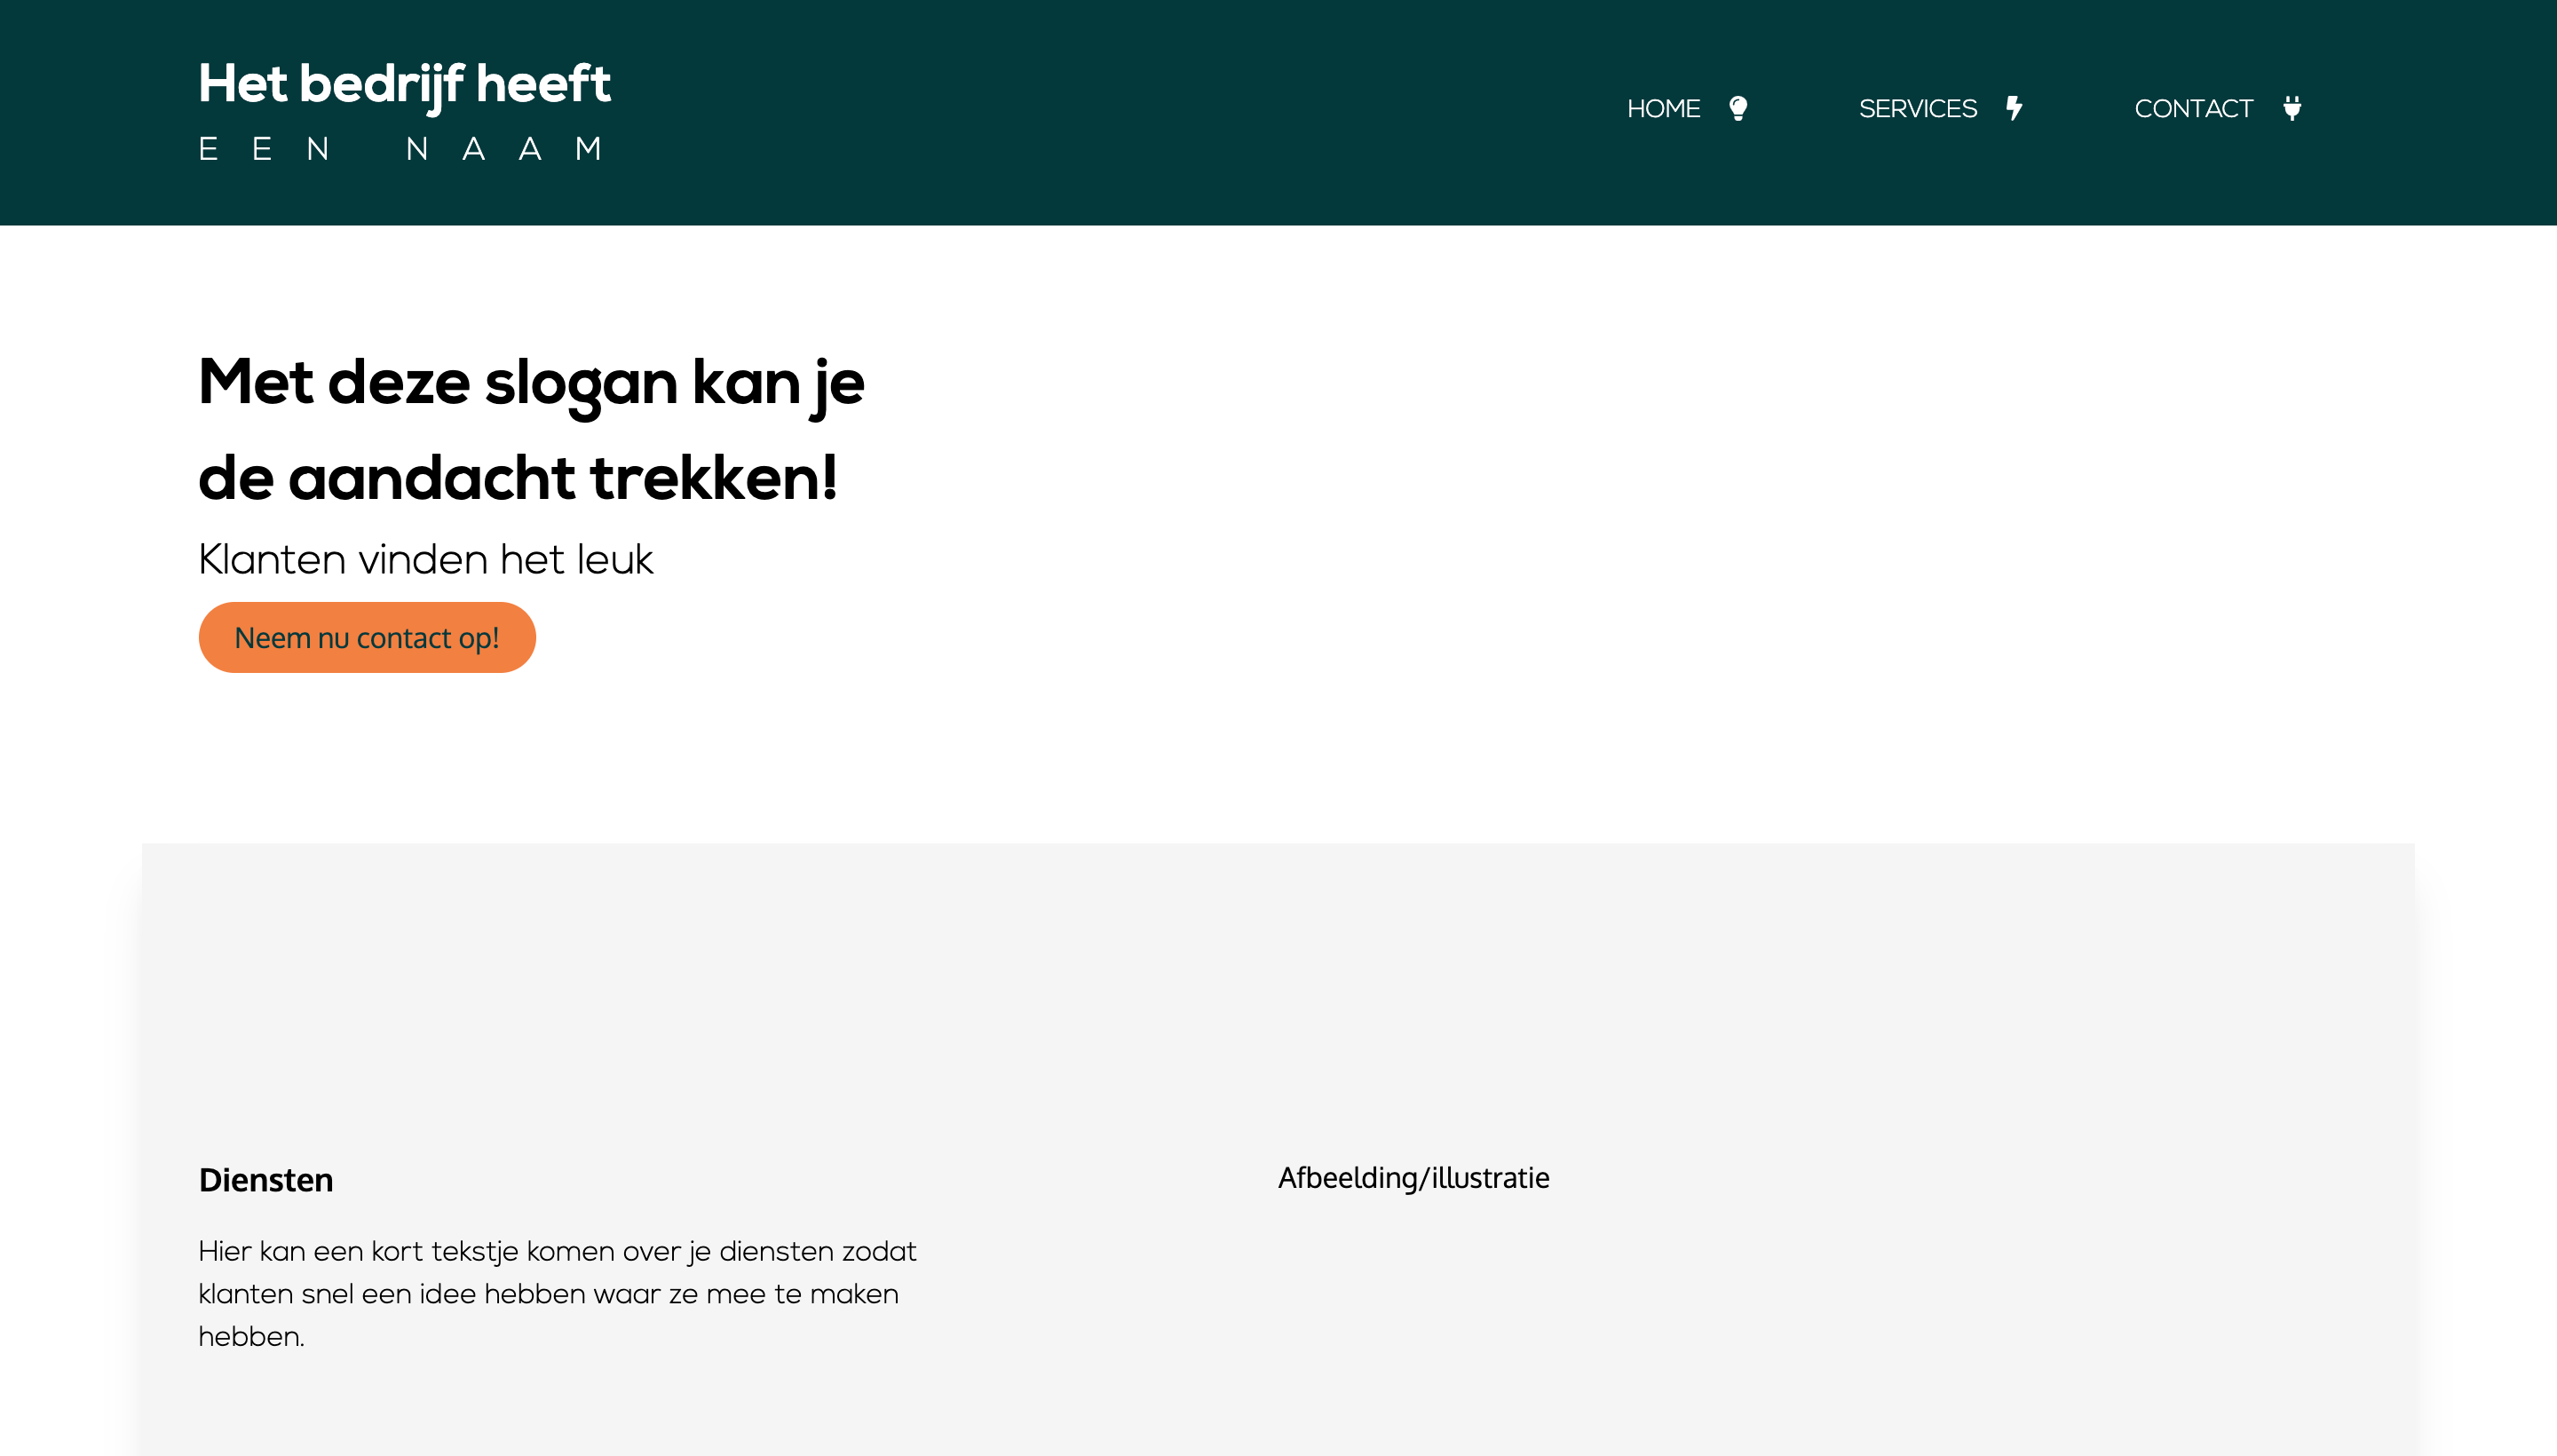 Het bedrijf heeft
EEN NAAM
HOME
SERVICES
CONTACT
Met deze slogan kan je
de aandacht trekken!
Klanten vinden het leuk
Neem nu contact op!
Diensten
Hier kan een kort tekstje komen over je diensten zodat
klanten snel een idee hebben waar ze mee te maken
hebben.
Afbeelding/illustratie